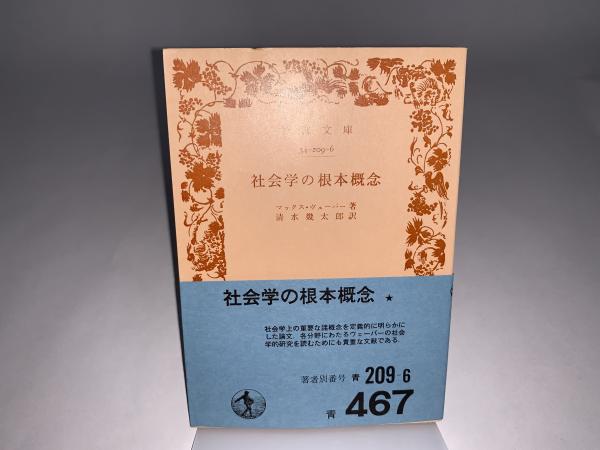 岩波文庫
34-209-6
社会学の根本概念
マックス・ヴェーバー著
清水幾太郎訳
社会学の根本概念 ★
社会学上の重要な諸概念を定義的に明らかに
した論文。各分野にわたるヴェーバーの社会
学的研究を読むためにも貴重な文献である.
著者別番号 青 209-6
青 467